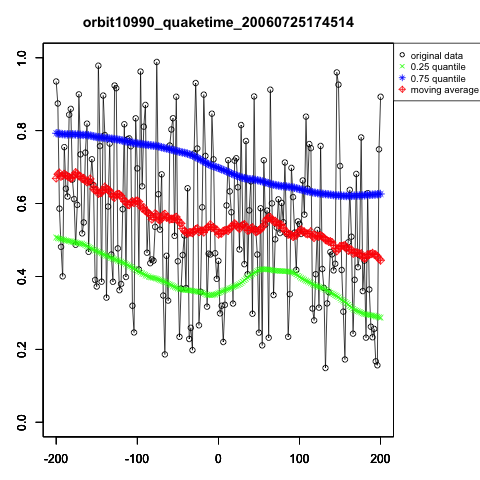 orbit10990_quaketime_20060725174514
original data
0.25 quantile
0.75 quantile
moving average
1.0
0.8
0.6
0.4
0.2
0.0
-200 -100 0 100 200